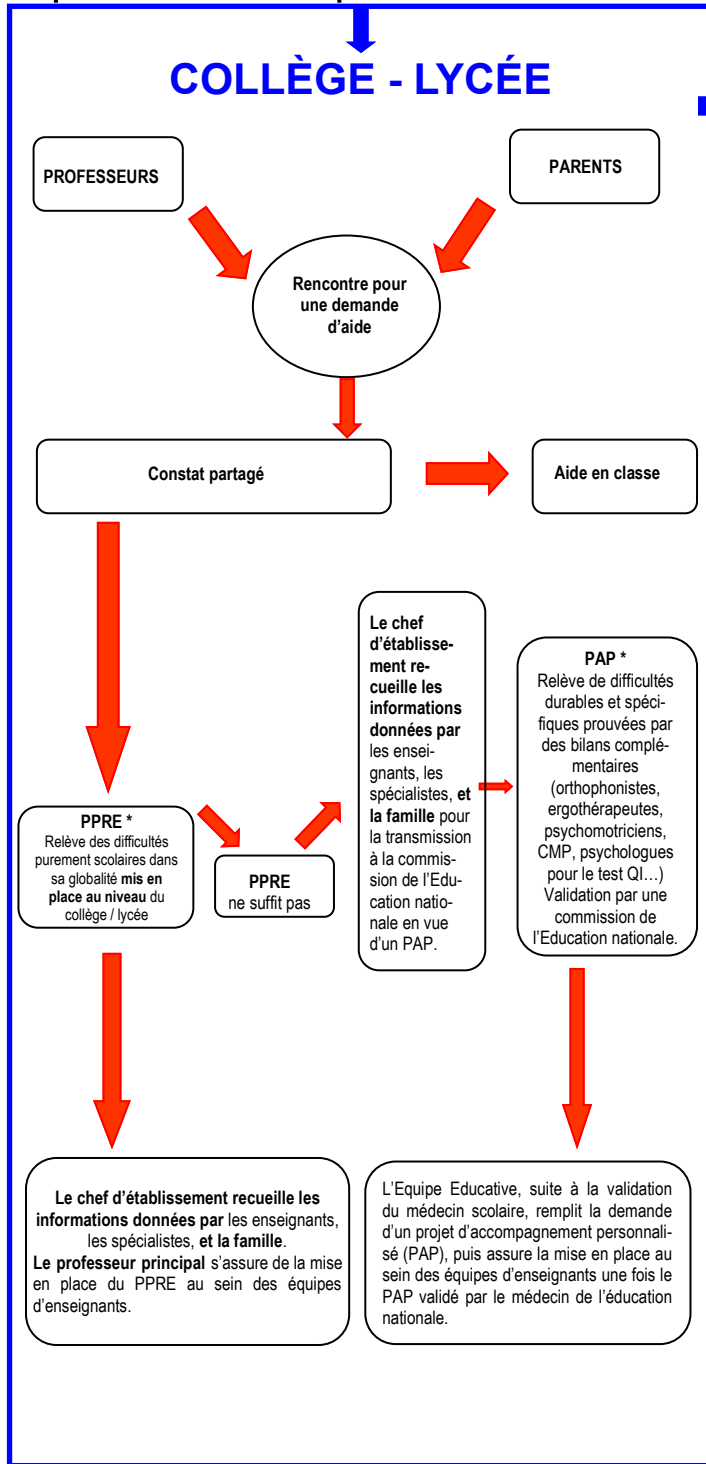 COLLÈGE - LYCÉE
PROFESSEURS
PARENTS
Rencontre pour
une demande
d’aide
Constat partagé
Aide en classe
Le chef
d’établisse-
ment re-
cueille les
informations
données par
les ensei-
gnants, les
spécialistes, et
la famille pour
la transmission
à la commis-
sion de l’Edu-
cation natio-
nale en vue
d’un PAP.
PAP *
Relève de difficultés
durables et spéci-
fiques prouvées par
des bilans complé-
mentaires
(orthophonistes,
ergothérapeutes,
psychomotriciens,
CMP, psychologues
pour le test QI…)
Validation par une
commission de
l’Education nationale.
PPRE *
Relève des difficultés
purement scolaires dans
sa globalité mis en
place au niveau du
collège / lycée
PPRE
ne suffit pas
Le chef d’établissement recueille les
informations données par les enseignants,
les spécialistes, et la famille.
Le professeur principal s’assure de la mise
en place du PPRE au sein des équipes
d’enseignants.
L’Equipe Educative, suite à la validation
du médecin scolaire, remplit la demande
d’un projet d’accompagnement personnali-
sé (PAP), puis assure la mise en place au
sein des équipes d’enseignants une fois le
PAP validé par le médecin de l’éducation
nationale.